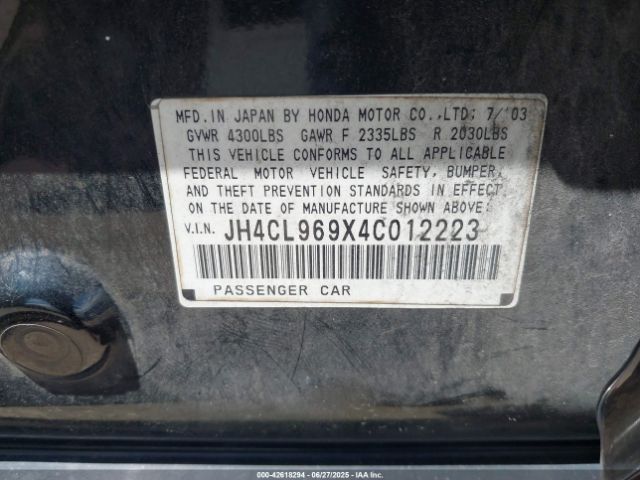 MFD. IN JAPAN BY HONDA MOTOR CO.,LTD; 7/'03
GVWR 4300LBS GAWR F 2335LBS R 2030LBS
THIS VEHICLE CONFORMS TO ALL APPLICABLE
FEDERAL MOTOR VEHICLE SAFETY, BUMPER,
AND THEFT PREVENTION STANDARDS IN EFFECT
ON THE DATE OF MANUFACTURE SHOWN ABOVE:
V.I.N. JH4CL969X4C012223
PASSENGER CAR
000-42618294 - 06/27/2025 - IAA Inc.